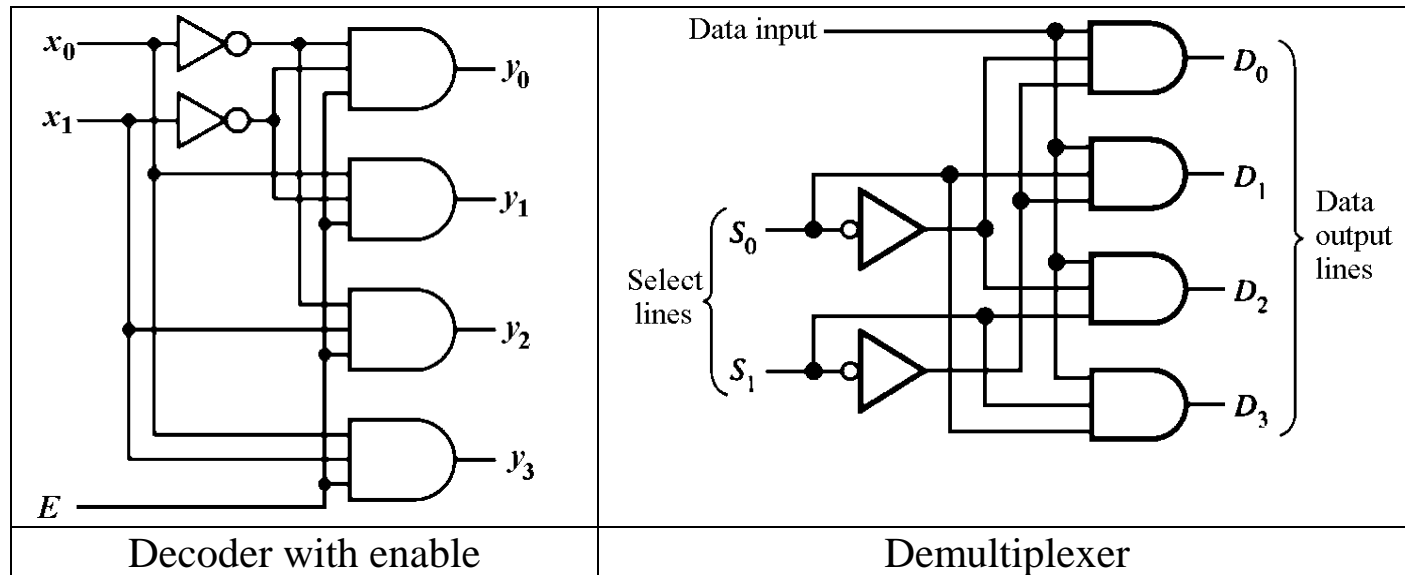 x₀
x₁
E
y₀
y₁
y₂
y₃
Decoder with enable
Data input
Select
lines
S₀
S₁
D₀
D₁
D₂
D₃
Data
output
lines
Demultiplexer